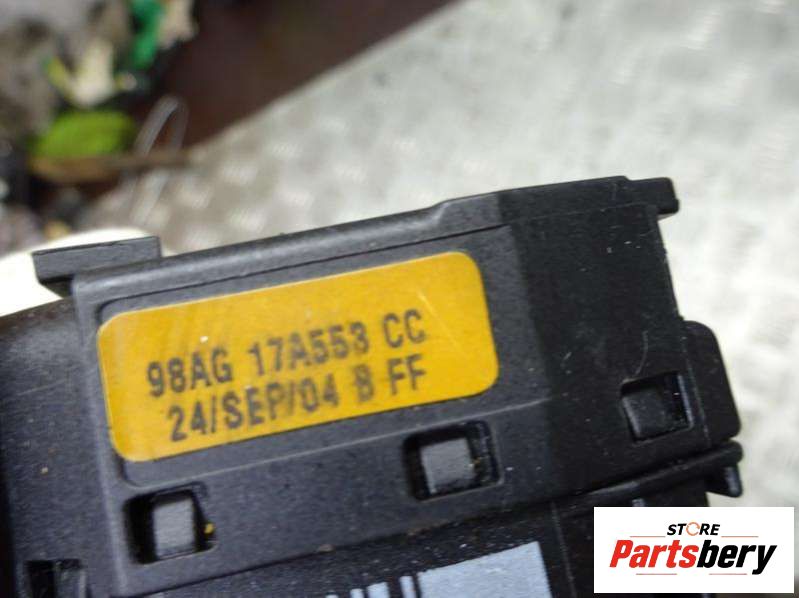 98AG 17A553 CC
24/SEP/04 B FF
STORE
Partsbery